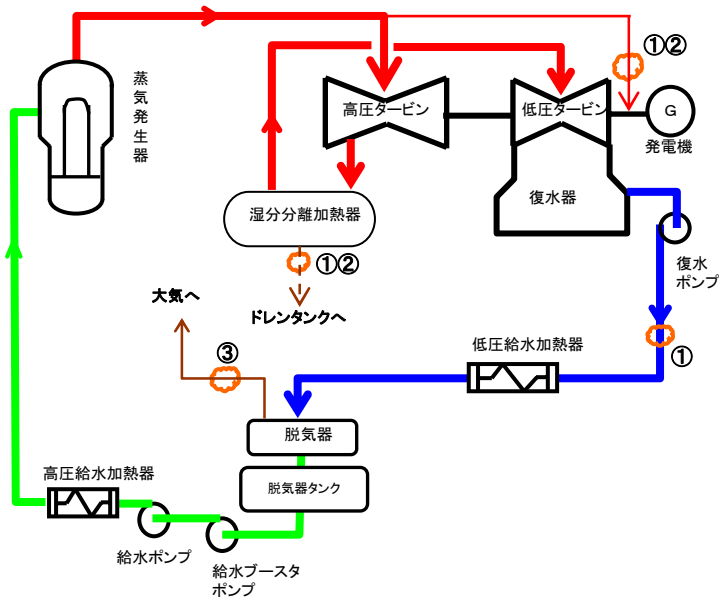 ①②
蒸気発生器
高圧タービン
低圧タービン
G
発電機
湿分分離加熱器
復水器
①②
復水
ポンプ
大気へ
ドレンタンクへ
③
低圧給水加熱器
①
脱気器
高圧給水加熱器
脱気器タンク
給水ポンプ
給水ブースタ
ポンプ